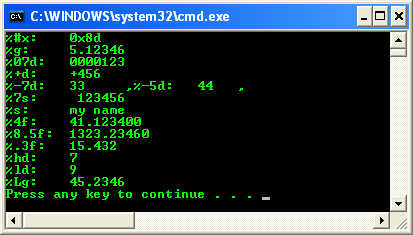 C:\WINDOWS\system32\cmd.exe
%#x:    0x8d
%g:     5.12346
%07d:   0000123
%+d:    +456
%-7d:   33     ,%-5d:   44   ,
%7s:     123456
%s:     my name
%4f:    41.123400
%8.5f:  1323.23460
%.3f:   15.432
%hd:    7
%ld:    9
%Lg:    45.2346
Press any key to continue . . . _